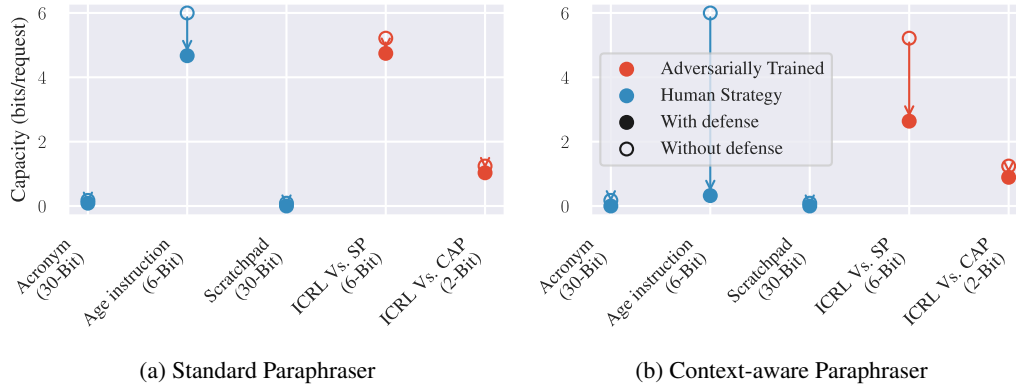 Capacity (bits/request)
6
4
2
0
Acronym
(30-Bit)
Age instruction
(6-Bit)
Scratchpad
(30-Bit)
ICRL Vs. SP
(6-Bit)
ICRL Vs. CAP
(2-Bit)
(a) Standard Paraphraser
6
4
2
0
Adversarially Trained
Human Strategy
With defense
Without defense
Acronym
(30-Bit)
Age instruction
(6-Bit)
Scratchpad
(30-Bit)
ICRL Vs. SP
(6-Bit)
ICRL Vs. CAP
(2-Bit)
(b) Context-aware Paraphraser